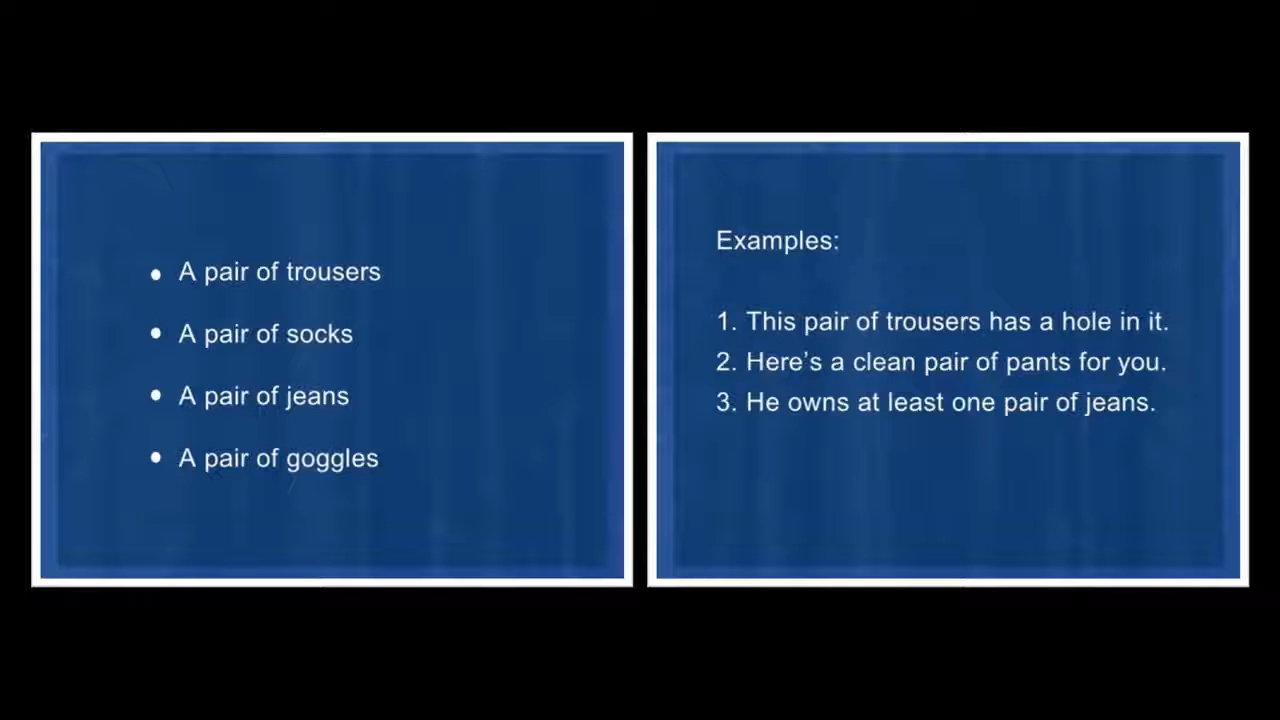 • A pair of trousers
• A pair of socks
• A pair of jeans
• A pair of goggles
Examples:
1. This pair of trousers has a hole in it.
2. Here’s a clean pair of pants for you.
3. He owns at least one pair of jeans.